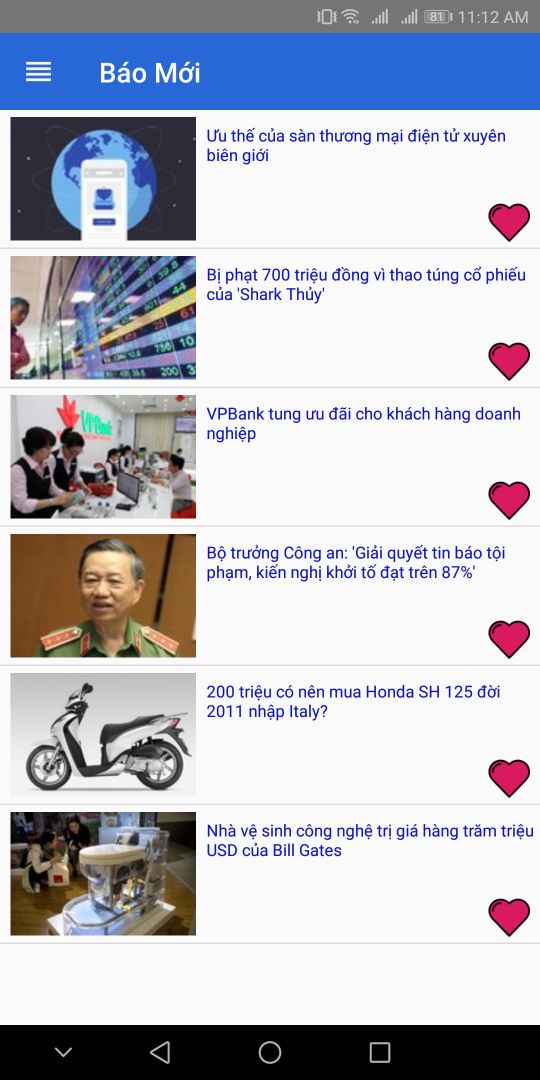 81 11:12 AM
Báo Mới
Ưu thế của sàn thương mại điện tử xuyên
biên giới
Bị phạt 700 triệu đồng vì thao túng cổ phiếu
của 'Shark Thủy'
VPBank tung ưu đãi cho khách hàng doanh
nghiệp
VPBank
Bộ trưởng Công an: 'Giải quyết tin báo tội
phạm, kiến nghị khởi tố đạt trên 87%'
200 triệu có nên mua Honda SH 125 đời
2011 nhập Italy?
Nhà vệ sinh công nghệ trị giá hàng trăm triệu
USD của Bill Gates